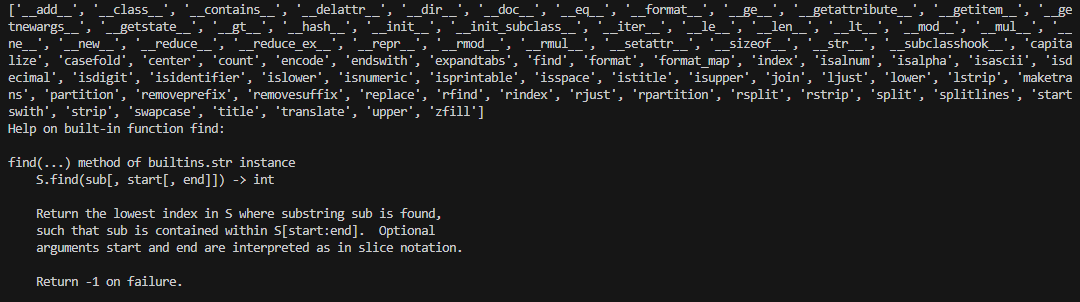 ['__add__', '__class__', '__contains__', '__delattr__', '__dir__', '__doc__', '__eq__', '__format__', '__ge__', '__getattribute__', '__getitem__', '__ge
tnewargs__', '__getstate__', '__gt__', '__hash__', '__init__', '__init_subclass__', '__iter__', '__le__', '__len__', '__lt__', '__mod__', '__mul__', '__
ne__', '__new__', '__reduce__', '__reduce_ex__', '__repr__', '__rmod__', '__rmul__', '__setattr__', '__sizeof__', '__str__', '__subclasshook__', 'capita
lize', 'casefold', 'center', 'count', 'encode', 'endswith', 'expandtabs', 'find', 'format', 'format_map', 'index', 'isalnum', 'isalpha', 'isascii', 'isd
ecimal', 'isdigit', 'isidentifier', 'islower', 'isnumeric', 'isprintable', 'isspace', 'istitle', 'isupper', 'join', 'ljust', 'lower', 'lstrip', 'maketra
ns', 'partition', 'removeprefix', 'removesuffix', 'replace', 'rfind', 'rindex', 'rjust', 'rpartition', 'rsplit', 'rstrip', 'split', 'splitlines', 'start
swith', 'strip', 'swapcase', 'title', 'translate', 'upper', 'zfill']
Help on built-in function find:

find(...) method of builtins.str instance
    S.find(sub[, start[, end]]) -> int

    Return the lowest index in S where substring sub is found,
    such that sub is contained within S[start:end].  Optional
    arguments start and end are interpreted as in slice notation.

    Return -1 on failure.